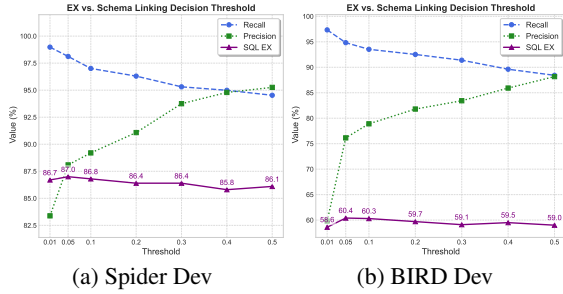 EX vs. Schema Linking Decision Threshold
Recall
Precision
SQL EX
Value (%)
100.0
97.5
95.0
92.5
90.0
87.5
85.0
82.5
86.7
87.0
86.8
86.4
86.4
85.8
86.1
0.01
0.05
0.1
0.2
0.3
0.4
0.5
Threshold
(a) Spider Dev
EX vs. Schema Linking Decision Threshold
Recall
Precision
SQL EX
Value (%)
100
90
80
70
60
58.6
60.4
60.3
59.7
59.1
59.5
59.0
0.01
0.05
0.1
0.2
0.3
0.4
0.5
Threshold
(b) BIRD Dev